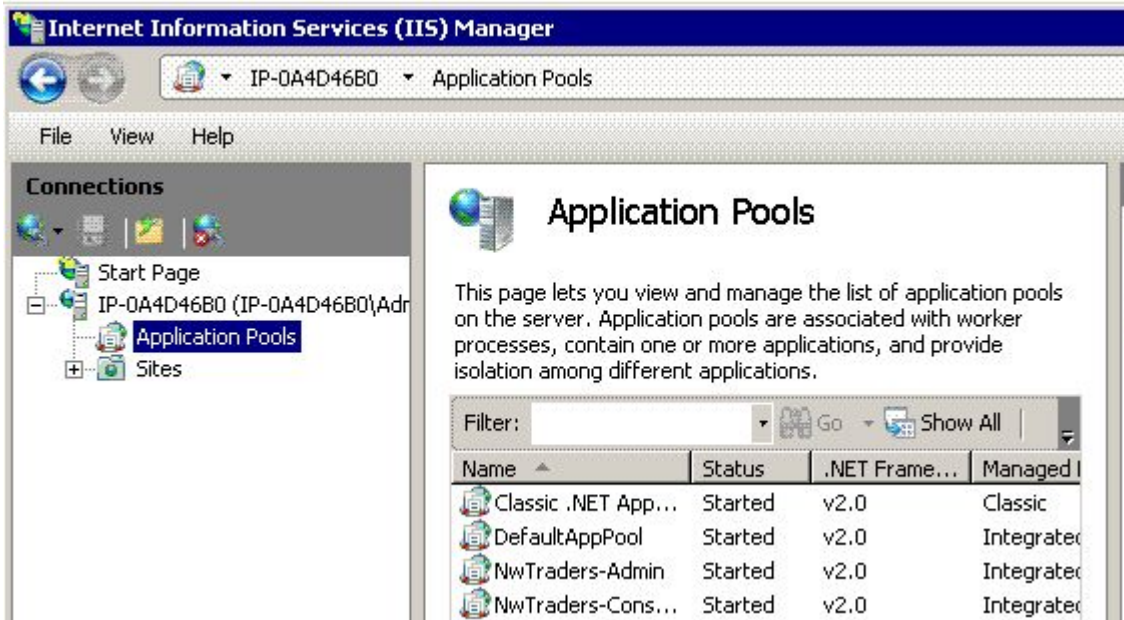 Internet Information Services (IIS) Manager
IP-0A4D46B0 Application Pools
File View Help
Connections
Start Page
IP-0A4D46B0 (IP-0A4D46B0\Adr
Application Pools
Sites
Application Pools
This page lets you view and manage the list of application pools
on the server. Application pools are associated with worker
processes, contain one or more applications, and provide
isolation among different applications.
Filter: Go Show All
Name Status .NET Frame... Managed
Classic .NET App... Started v2.0 Classic
DefaultAppPool Started v2.0 Integrated
NwTraders-Admin Started v2.0 Integrated
NwTraders-Cons... Started v2.0 Integrated